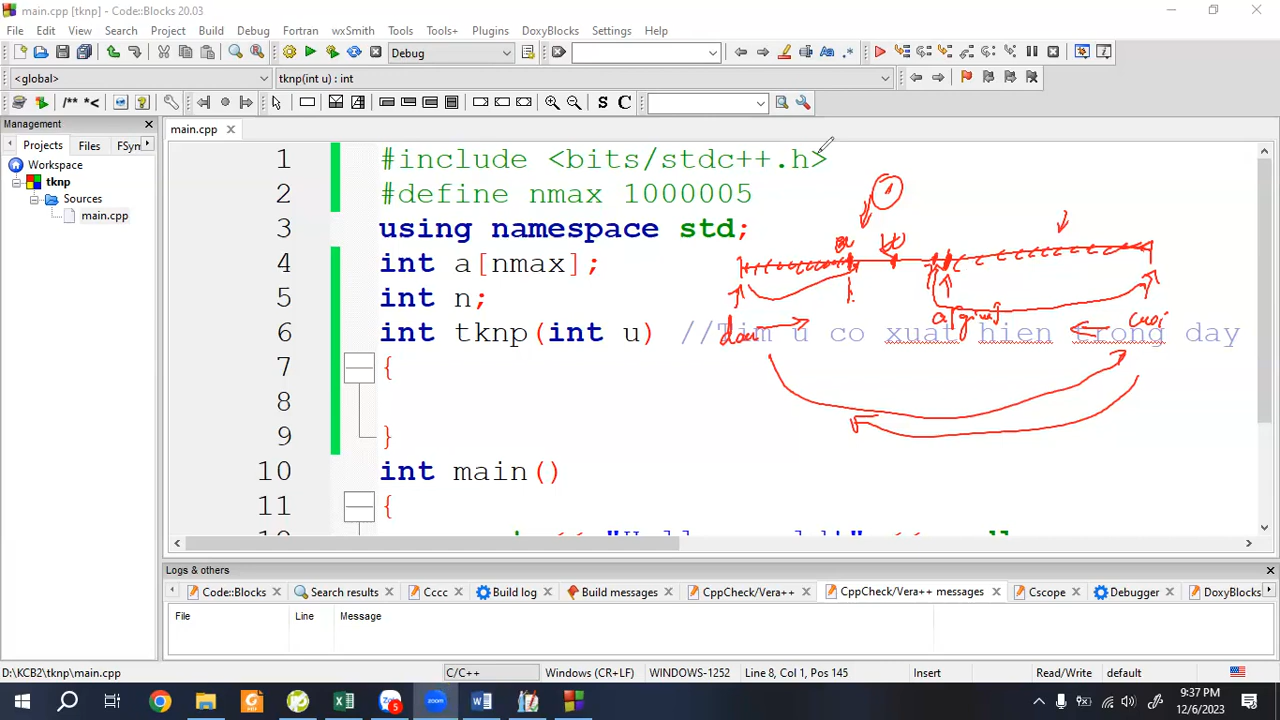 main.cpp [tknp] - Code::Blocks 20.03
File Edit View Search Project Build Debug Fortran wxSmith Tools Tools+ Plugins DoxyBlocks Settings Help
Debug
<global> tknp(int u) : int
/** *< S C
Management
Projects Files FSyn
Workspace
tknp
Sources
main.cpp
main.cpp
1 #include <bits/stdc++.h>
2 #define nmax 1000005
3 using namespace std;
4 int a[nmax];
5 int n;
6 int tknp(int u) //Tim u co xuat hien trong day
7 {
8
9 }
10 int main()
11 {
1
đau
a[giua]
cuoi
Logs & others
Code::Blocks Search results Cccc Build log Build messages CppCheck/Vera++ CppCheck/Vera++ messages Cscope Debugger DoxyBlocks
File Line Message
D:\KCB2\tknp\main.cpp C/C++ Windows (CR+LF) WINDOWS-1252 Line 8, Col 1, Pos 145 Insert Read/Write default
zoom 5
9:37 PM
12/6/2023